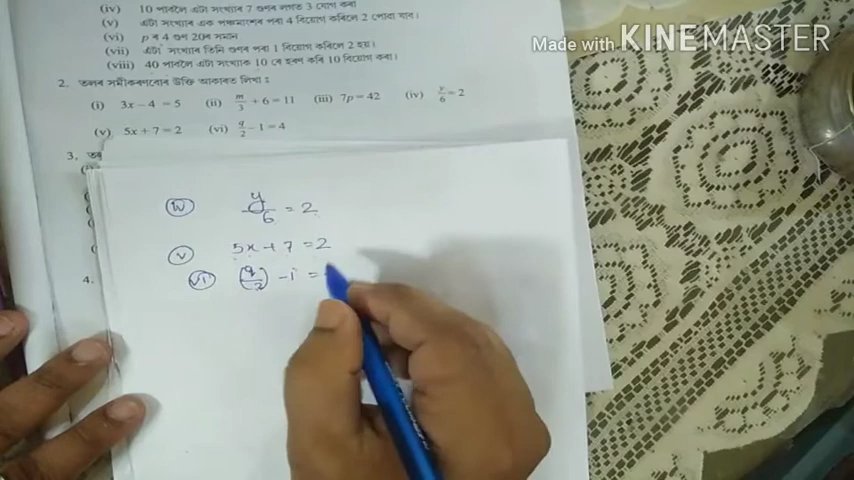 (iv) 10 পাবলৈ এটা সংখ্যাৰ 7 গুণৰ লগত 3 যোগ কৰা
(v) এটা সংখ্যাৰ এক পঞ্চমাংশৰ পৰা 4 বিয়োগ কৰিলে 2 পোৱা যাব।
(vi) p ৰ 4 গুণ 20ৰ সমান
(vii) এটা সংখ্যাৰ তিনি গুণৰ পৰা 1 বিয়োগ কৰিলে 2 হয়।
(viii) 40 পাবলৈ এটা সংখ্যাক 10 ৰে হৰণ কৰি 10 বিয়োগ কৰা।
Made with KINEMASTER
2. তলৰ সমীকৰণবোৰ উক্তি আকাৰত লিখা :
(i) 3x − 4 = 5 (ii) m/3 + 6 = 11 (iii) 7p = 42 (iv) y/6 = 2
(v) 5x + 7 = 2 (vi) q/2 − 1 = 4
3.
(iv) y/6 = 2
(v) 5x + 7 = 2
(vi) (q/2) − 1 =
4.